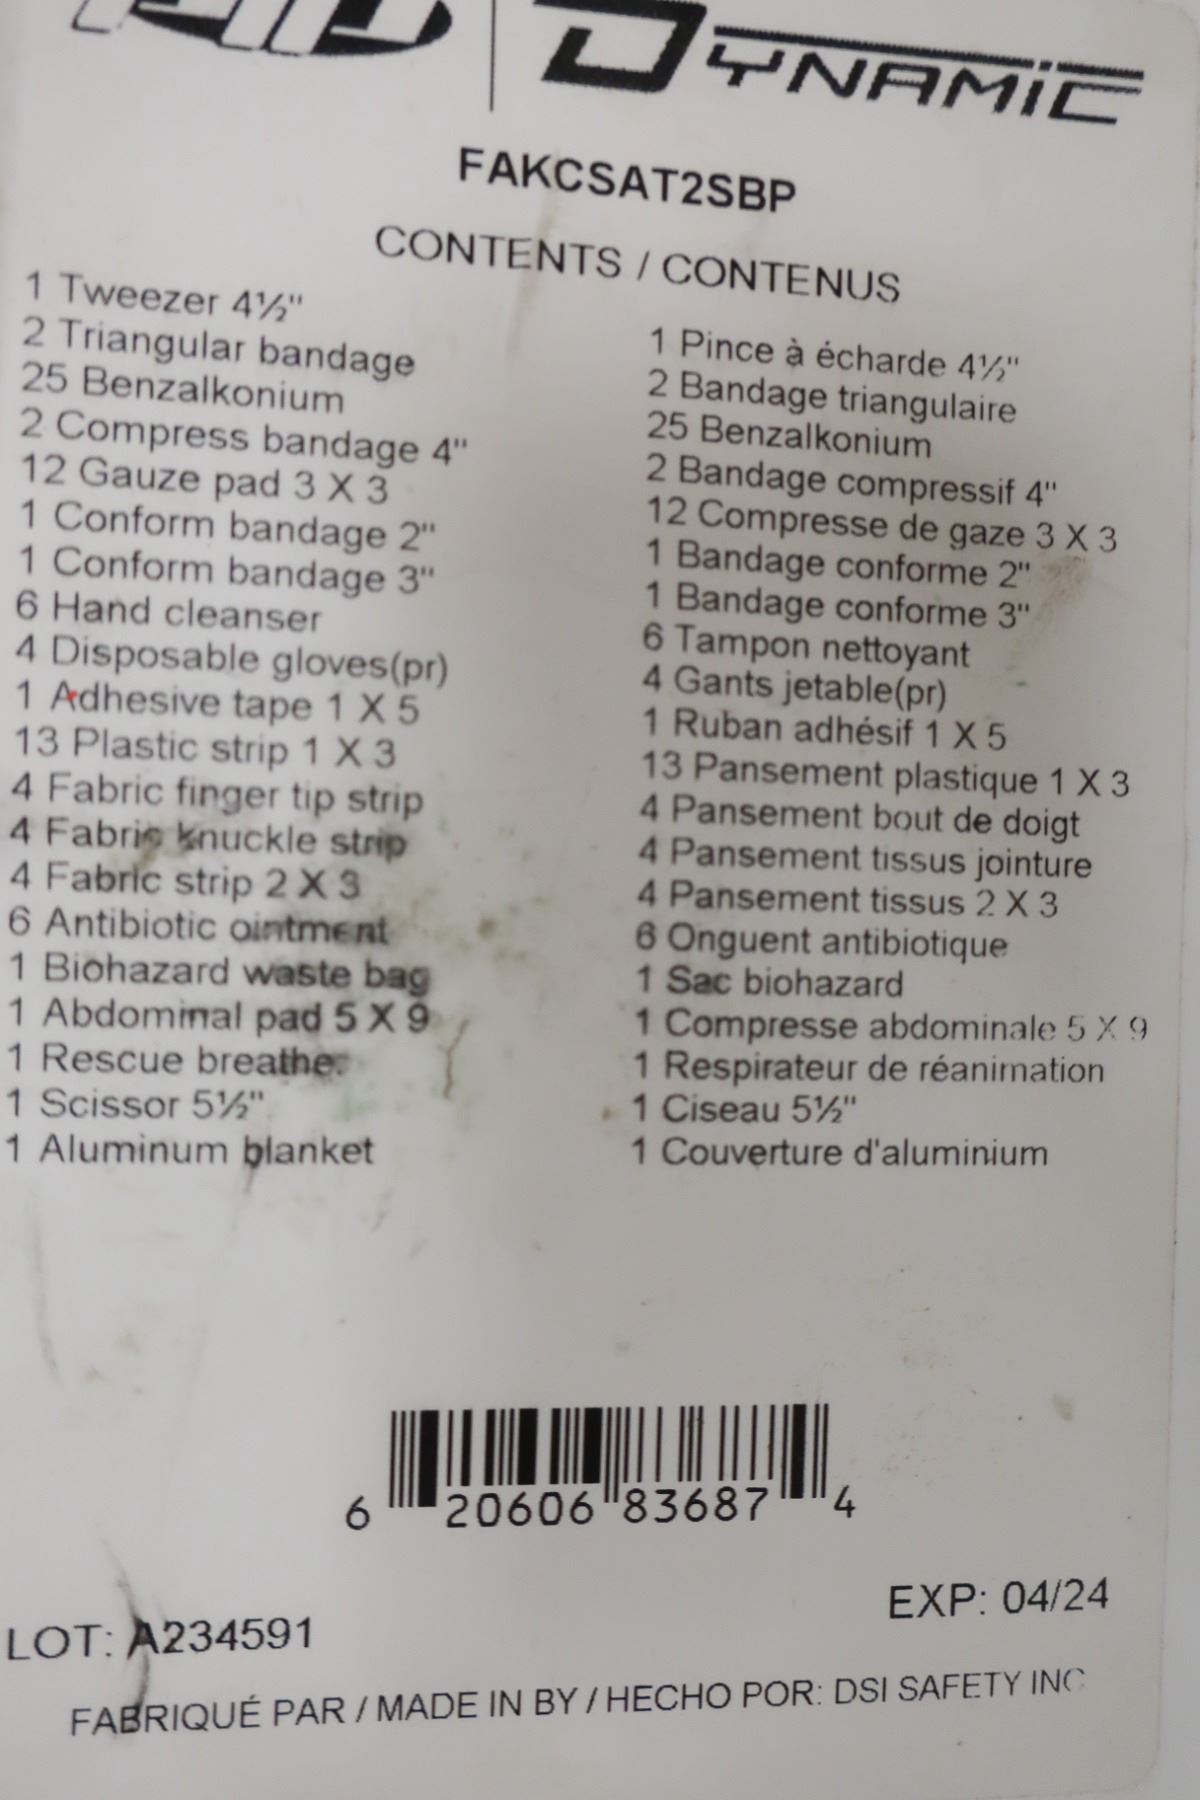 DYNAMIC
FAKCSAT2SBP
CONTENTS / CONTENUS
1 Tweezer 4½"
2 Triangular bandage
25 Benzalkonium
2 Compress bandage 4"
12 Gauze pad 3 X 3
1 Conform bandage 2"
1 Conform bandage 3"
6 Hand cleanser
4 Disposable gloves(pr)
1 Adhesive tape 1 X 5
13 Plastic strip 1 X 3
4 Fabric finger tip strip
4 Fabric knuckle strip
4 Fabric strip 2 X 3
6 Antibiotic ointment
1 Biohazard waste bag
1 Abdominal pad 5 X 9
1 Rescue breather
1 Scissor 5½"
1 Aluminum blanket
1 Pince à écharde 4½"
2 Bandage triangulaire
25 Benzalkonium
2 Bandage compressif 4"
12 Compresse de gaze 3 X 3
1 Bandage conforme 2"
1 Bandage conforme 3"
6 Tampon nettoyant
4 Gants jetable(pr)
1 Ruban adhésif 1 X 5
13 Pansement plastique 1 X 3
4 Pansement bout de doigt
4 Pansement tissus jointure
4 Pansement tissus 2 X 3
6 Onguent antibiotique
1 Sac biohazard
1 Compresse abdominale 5 X 9
1 Respirateur de réanimation
1 Ciseau 5½"
1 Couverture d'aluminium
6 20606 83687 4
EXP: 04/24
LOT: A234591
FABRIQUÉ PAR / MADE IN BY / HECHO POR: DSI SAFETY INC